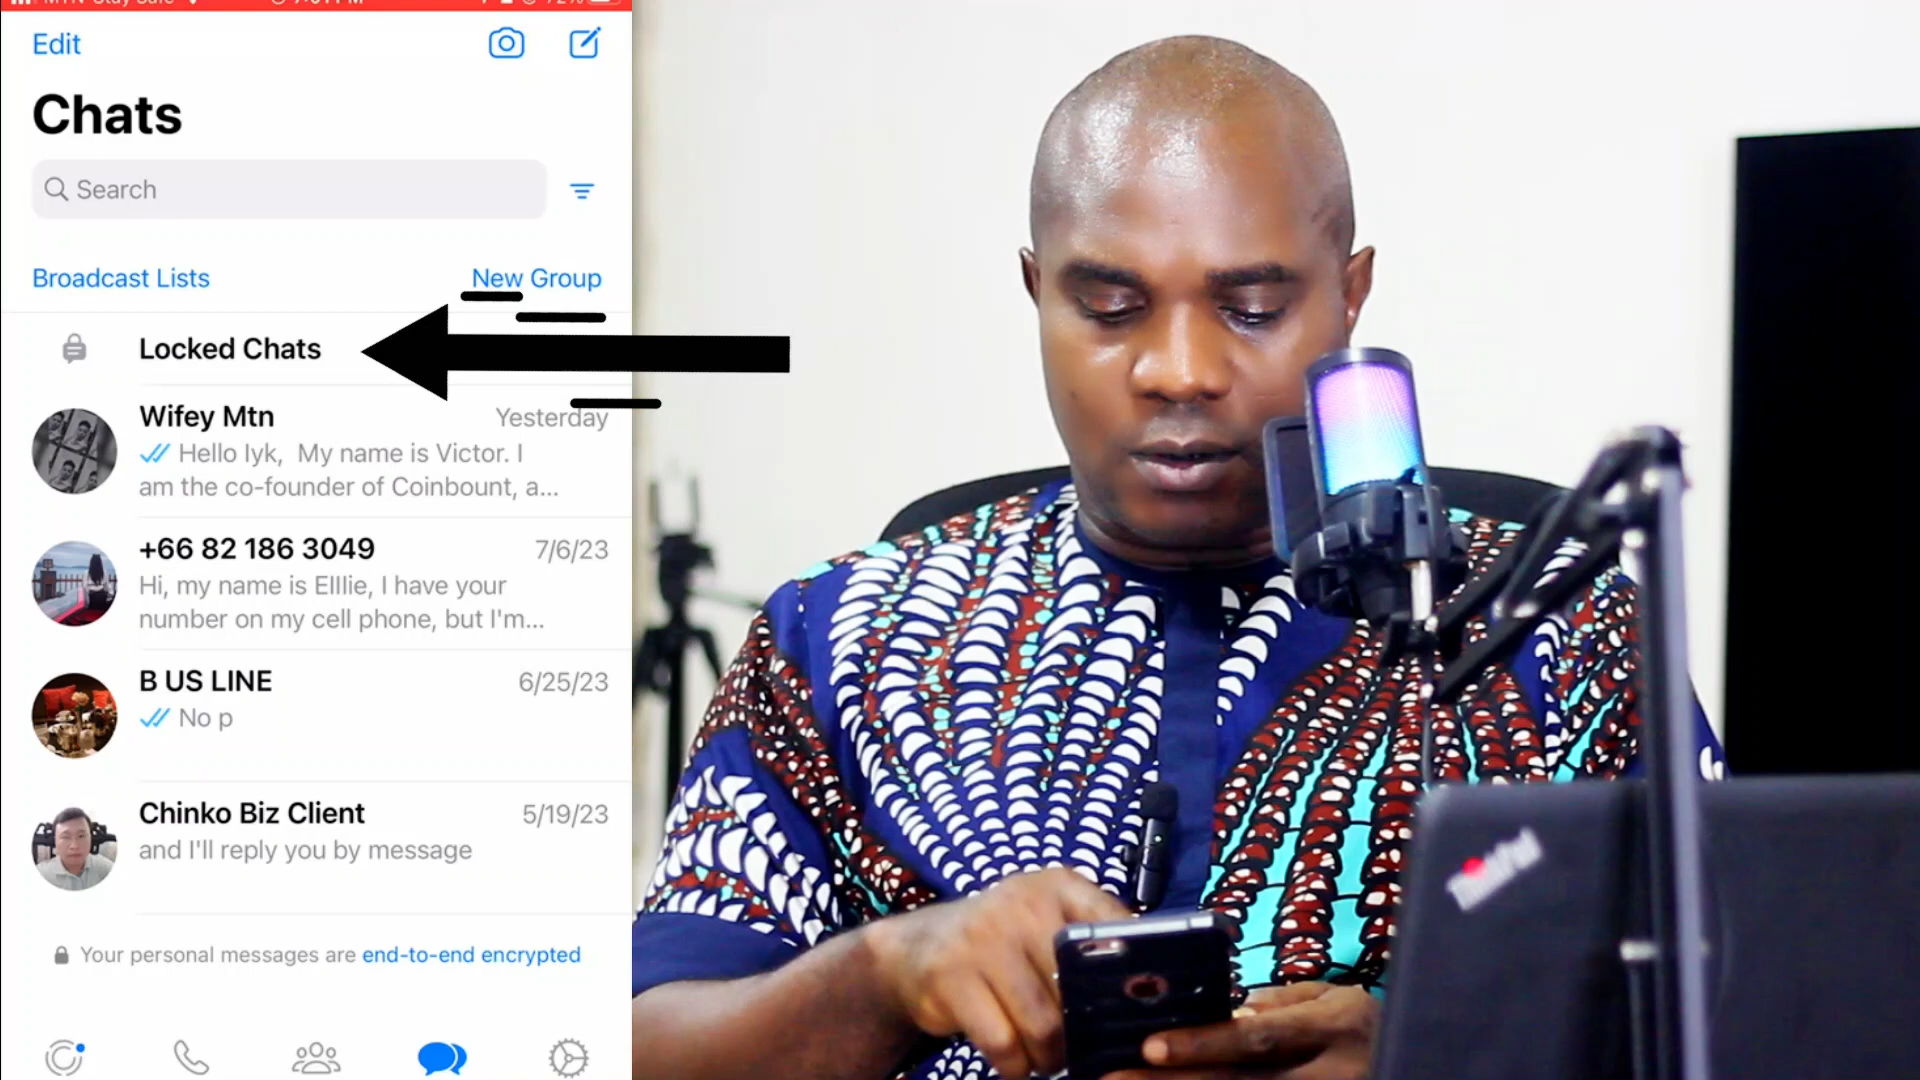 Edit
Chats
Search
Broadcast Lists
New Group
Locked Chats
Wifey Mtn
Yesterday
Hello Iyk,  My name is Victor. I
am the co-founder of Coinbount, a...
+66 82 186 3049
7/6/23
Hi, my name is Elllie, I have your
number on my cell phone, but I'm...
B US LINE
6/25/23
No p
Chinko Biz Client
5/19/23
and I'll reply you by message
Your personal messages are end-to-end encrypted
ThinkPad